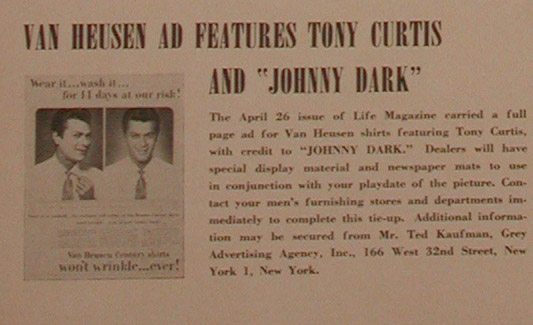 VAN HEUSEN AD FEATURES TONY CURTIS
AND "JOHNNY DARK"
Wear it...wash it...
for 11 days at our risk!
Van Heusen Century shirts
won't wrinkle...ever!
The April 26 issue of Life Magazine carried a full
page ad for Van Heusen shirts featuring Tony Curtis,
with credit to "JOHNNY DARK." Dealers will have
special display material and newspaper mats to use
in conjunction with your playdate of the picture. Con-
tact your men's furnishing stores and departments im-
mediately to complete this tie-up. Additional informa-
tion may be secured from Mr. Ted Kaufman, Grey
Advertising Agency, Inc., 166 West 32nd Street, New
York 1, New York.